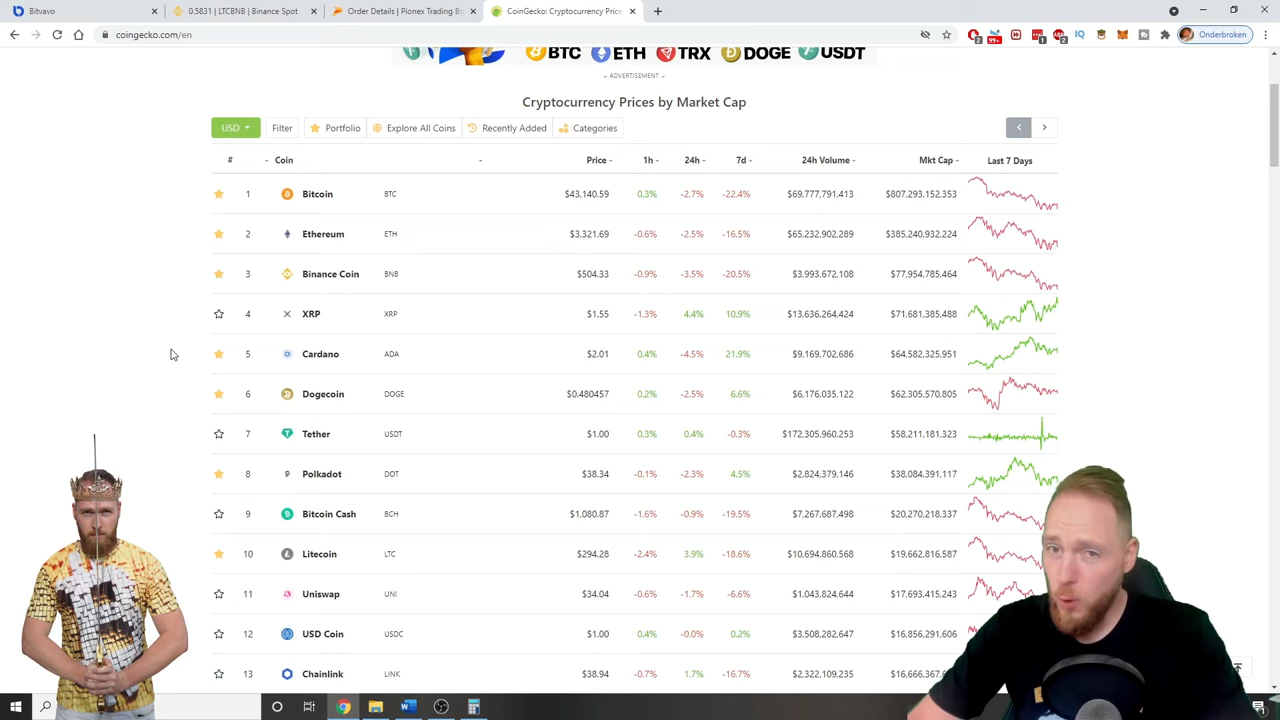 Bitvavo
0.5831 | LTCBNB | Binance Spot
Order Details | Pionex Trading Bo
CoinGecko: Cryptocurrency Price
coingecko.com/en
2 99+ 1 2 IQ Onderbroken
BTC ETH TRX DOGE USDT
– ADVERTISEMENT –
Cryptocurrency Prices by Market Cap
USD Filter Portfolio Explore All Coins Recently Added Categories
# Coin Price 1h 24h 7d 24h Volume Mkt Cap Last 7 Days
1 Bitcoin BTC $43,140.59 0.3% -2.7% -22.4% $69,777,791,413 $807,293,152,353
2 Ethereum ETH $3,321.69 -0.6% -2.5% -16.5% $65,232,902,289 $385,240,932,224
3 Binance Coin BNB $504.33 -0.9% -3.5% -20.5% $3,993,672,108 $77,954,785,464
4 XRP XRP $1.55 -1.3% 4.4% 10.9% $13,636,264,424 $71,681,385,488
5 Cardano ADA $2.01 0.4% -4.5% 21.9% $9,169,702,686 $64,582,325,951
6 Dogecoin DOGE $0.480457 0.2% -2.5% 6.6% $6,176,035,122 $62,305,570,805
7 Tether USDT $1.00 0.3% 0.4% -0.3% $172,305,960,253 $58,211,181,323
8 Polkadot DOT $38.34 -0.1% -2.3% 4.5% $2,824,379,146 $38,084,391,117
9 Bitcoin Cash BCH $1,080.87 -1.6% -0.9% -19.5% $7,267,687,498 $20,270,218,337
10 Litecoin LTC $294.28 -2.4% 3.9% -18.6% $10,694,860,568 $19,662,816,587
11 Uniswap UNI $34.04 -0.6% -1.7% -6.6% $1,043,824,644 $17,693,415,243
12 USD Coin USDC $1.00 0.4% -0.0% 0.2% $3,508,282,647 $16,856,291,606
13 Chainlink LINK $38.94 -0.7% 1.7% -16.7% $2,322,109,235 $16,666,367,6